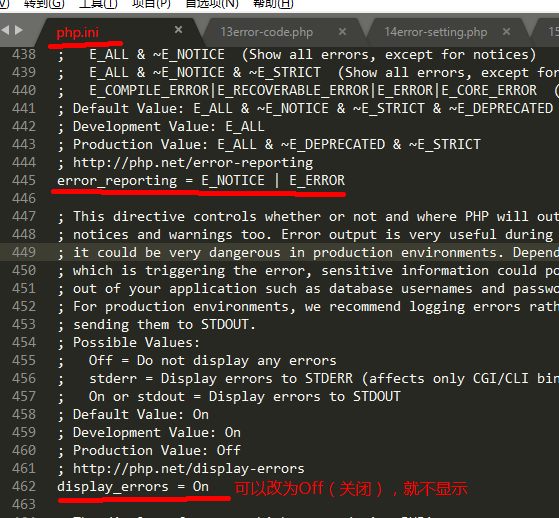 转到(G) 工具(T) 项目(P) 首选项(N) 帮助(H)
php.ini 13error-code.php 14error-setting.php 15
438 ;   E_ALL & ~E_NOTICE  (Show all errors, except for notices)
439 ;   E_ALL & ~E_NOTICE & ~E_STRICT  (Show all errors, except for
440 ;   E_COMPILE_ERROR|E_RECOVERABLE_ERROR|E_ERROR|E_CORE_ERROR  (
441 ; Default Value: E_ALL & ~E_NOTICE & ~E_STRICT & ~E_DEPRECATED
442 ; Development Value: E_ALL
443 ; Production Value: E_ALL & ~E_DEPRECATED & ~E_STRICT
444 ; http://php.net/error-reporting
445 error_reporting = E_NOTICE | E_ERROR
446
447 ; This directive controls whether or not and where PHP will out
448 ; notices and warnings too. Error output is very useful during
449 ; it could be very dangerous in production environments. Depend
450 ; which is triggering the error, sensitive information could po
451 ; out of your application such as database usernames and passwo
452 ; For production environments, we recommend logging errors rath
453 ; sending them to STDOUT.
454 ; Possible Values:
455 ;   Off = Do not display any errors
456 ;   stderr = Display errors to STDERR (affects only CGI/CLI bin
457 ;   On or stdout = Display errors to STDOUT
458 ; Default Value: On
459 ; Development Value: On
460 ; Production Value: Off
461 ; http://php.net/display-errors
462 display_errors = On 可以改为Off（关闭），就不显示
463